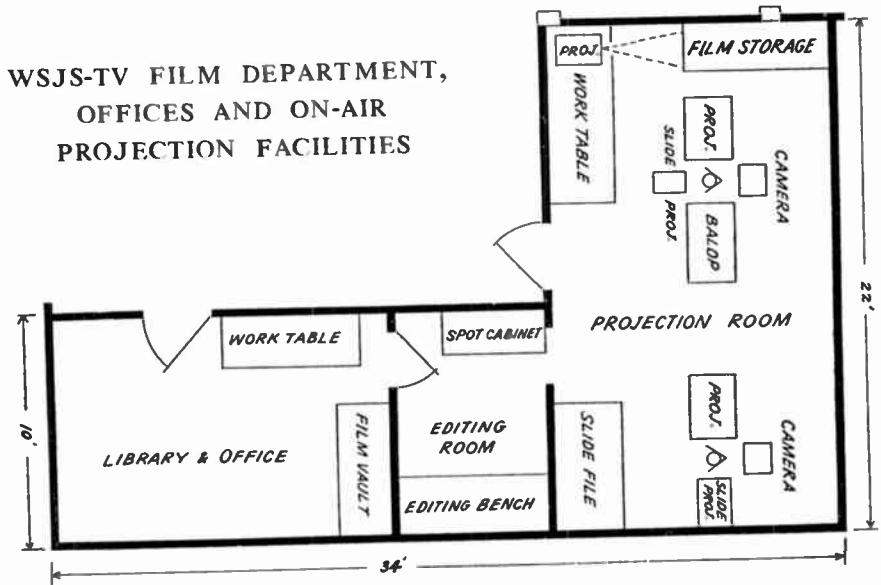 WSJS-TV FILM DEPARTMENT,
OFFICES AND ON-AIR
PROJECTION FACILITIES
PROJ.
FILM STORAGE
WORK TABLE
PROJ.
SLIDE
PROJ.
CAMERA
BALOP
22'
WORK TABLE
SPOT CABINET
PROJECTION ROOM
10'
LIBRARY & OFFICE
FILM VAULT
EDITING
ROOM
EDITING BENCH
SLIDE FILE
PROJ.
CAMERA
SLIDE
PROJ.
34'